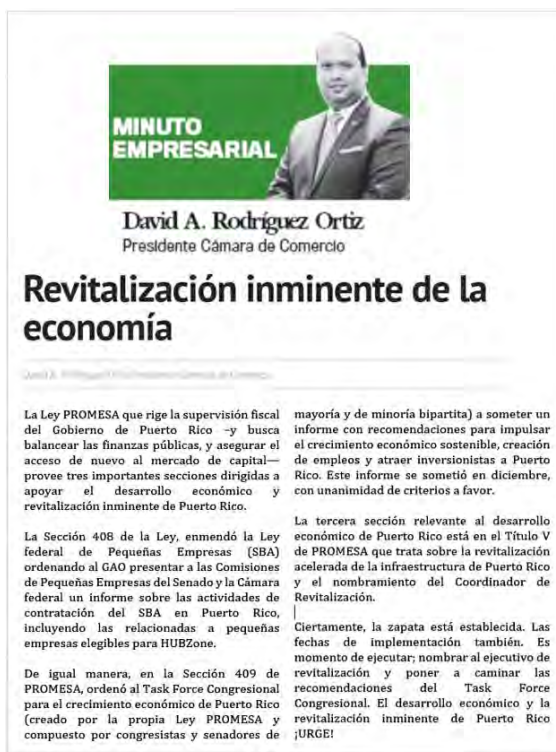 MINUTO
EMPRESARIAL
David A. Rodríguez Ortiz
Presidente Cámara de Comercio
Revitalización inminente de la
economía
La Ley PROMESA que rige la supervisión fiscal
del Gobierno de Puerto Rico –y busca
balancear las finanzas públicas, y asegurar el
acceso de nuevo al mercado de capital—
provee tres importantes secciones dirigidas a
apoyar el desarrollo económico y
revitalización inminente de Puerto Rico.
La Sección 408 de la Ley, enmendó la Ley
federal de Pequeñas Empresas (SBA)
ordenando al GAO presentar a las Comisiones
de Pequeñas Empresas del Senado y la Cámara
federal un informe sobre las actividades de
contratación del SBA en Puerto Rico,
incluyendo las relacionadas a pequeñas
empresas elegibles para HUBZone.
De igual manera, en la Sección 409 de
PROMESA, ordenó al Task Force Congresional
para el crecimiento económico de Puerto Rico
(creado por la propia Ley PROMESA y
compuesto por congresistas y senadores de
mayoría y de minoría bipartita) a someter un
informe con recomendaciones para impulsar
el crecimiento económico sostenible, creación
de empleos y atraer inversionistas a Puerto
Rico. Este informe se sometió en diciembre,
con unanimidad de criterios a favor.
La tercera sección relevante al desarrollo
económico de Puerto Rico está en el Título V
de PROMESA que trata sobre la revitalización
acelerada de la infraestructura de Puerto Rico
y el nombramiento del Coordinador de
Revitalización.
Ciertamente, la zapata está establecida. Las
fechas de implementación también. Es
momento de ejecutar; nombrar al ejecutivo de
revitalización y poner a caminar las
recomendaciones del Task Force
Congresional. El desarrollo económico y la
revitalización inminente de Puerto Rico
¡URGE!